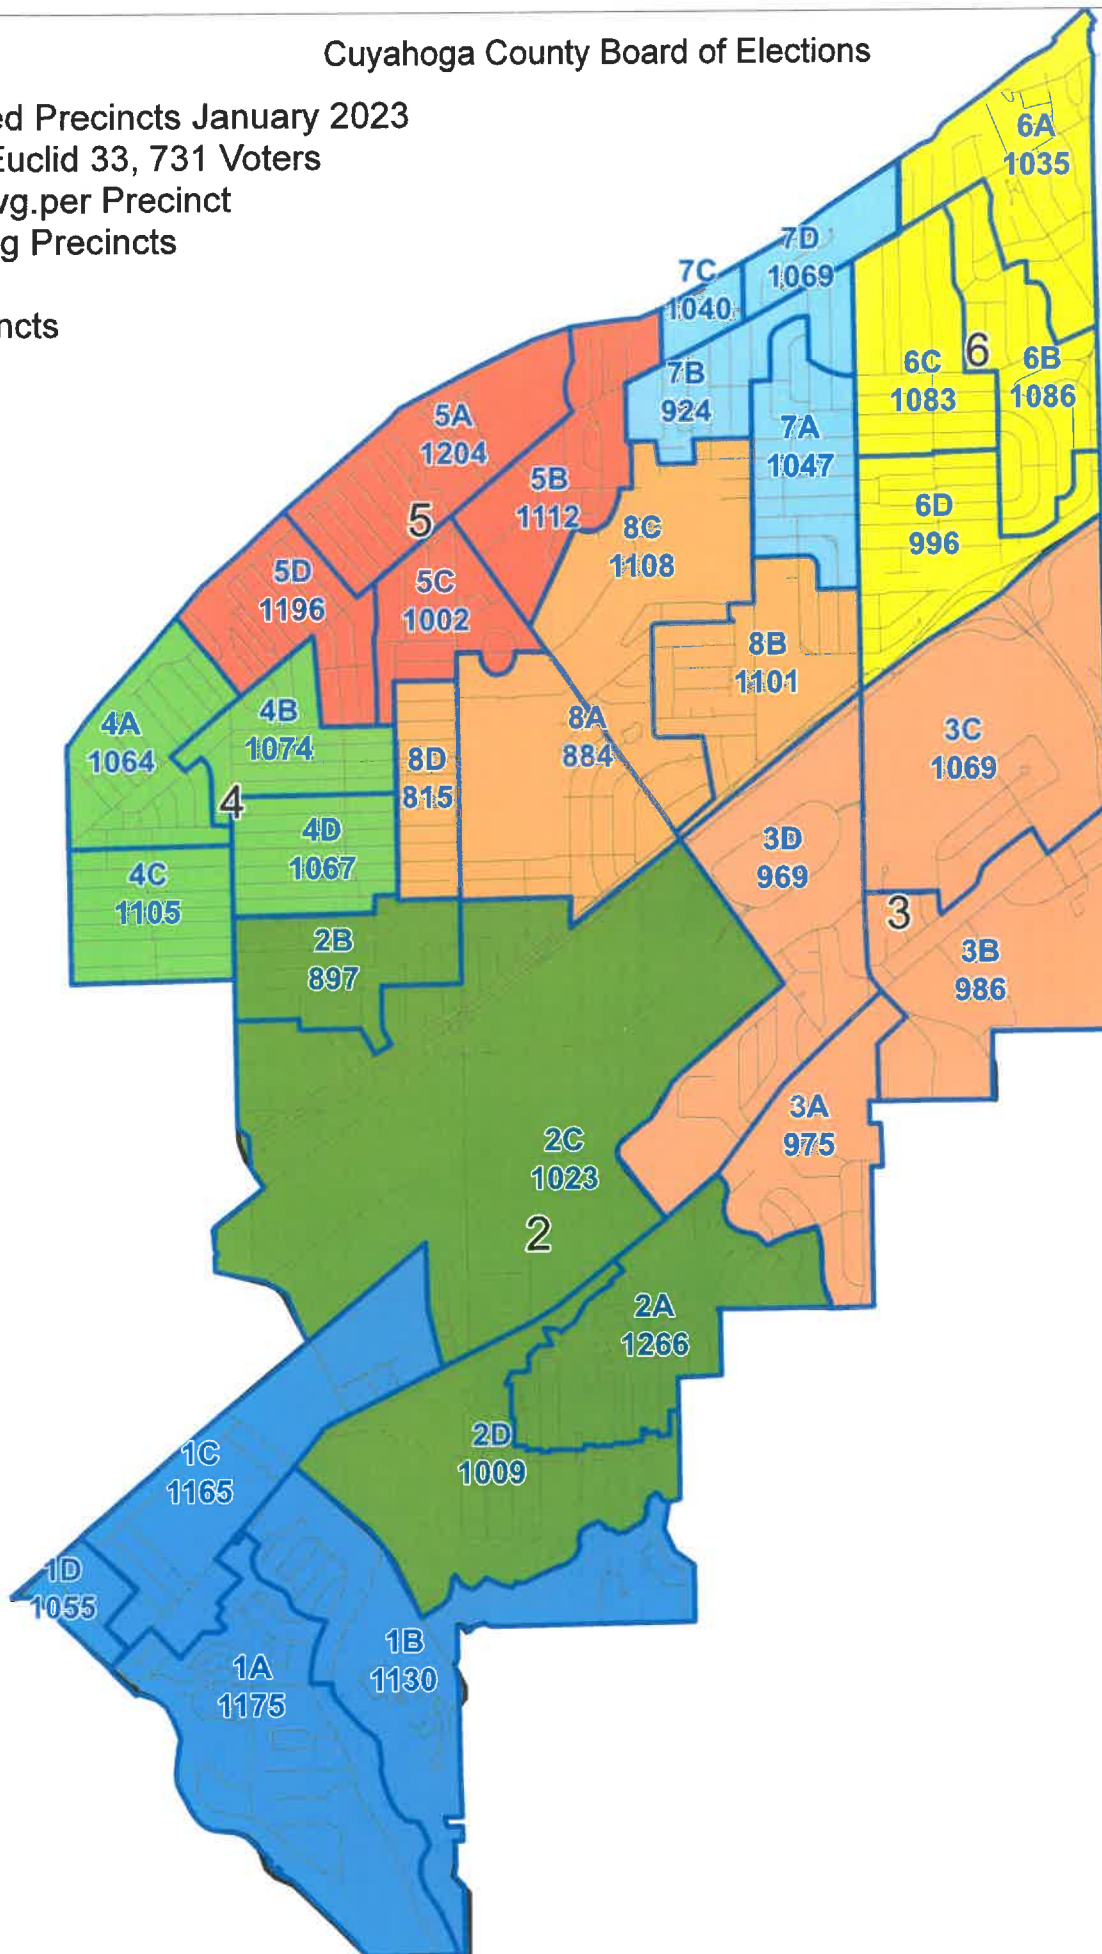 Cuyahoga County Board of Elections
ed Precincts January 2023
Euclid 33, 731 Voters
vg.per Precinct
g Precincts
ncts
6A
1035
7D
1069
7C
1040
6C
1083
6
6B
1086
7B
924
7A
1047
5A
1204
5B
1112
5
8C
1108
6D
996
5D
1196
5C
1002
8B
1101
4A
1064
4B
1074
8D
815
8A
884
3C
1069
4
4D
1067
3D
969
4C
1105
3
2B
897
3B
986
3A
975
2C
1023
2
2A
1266
2D
1009
1C
1165
1D
1055
1B
1130
1A
1175